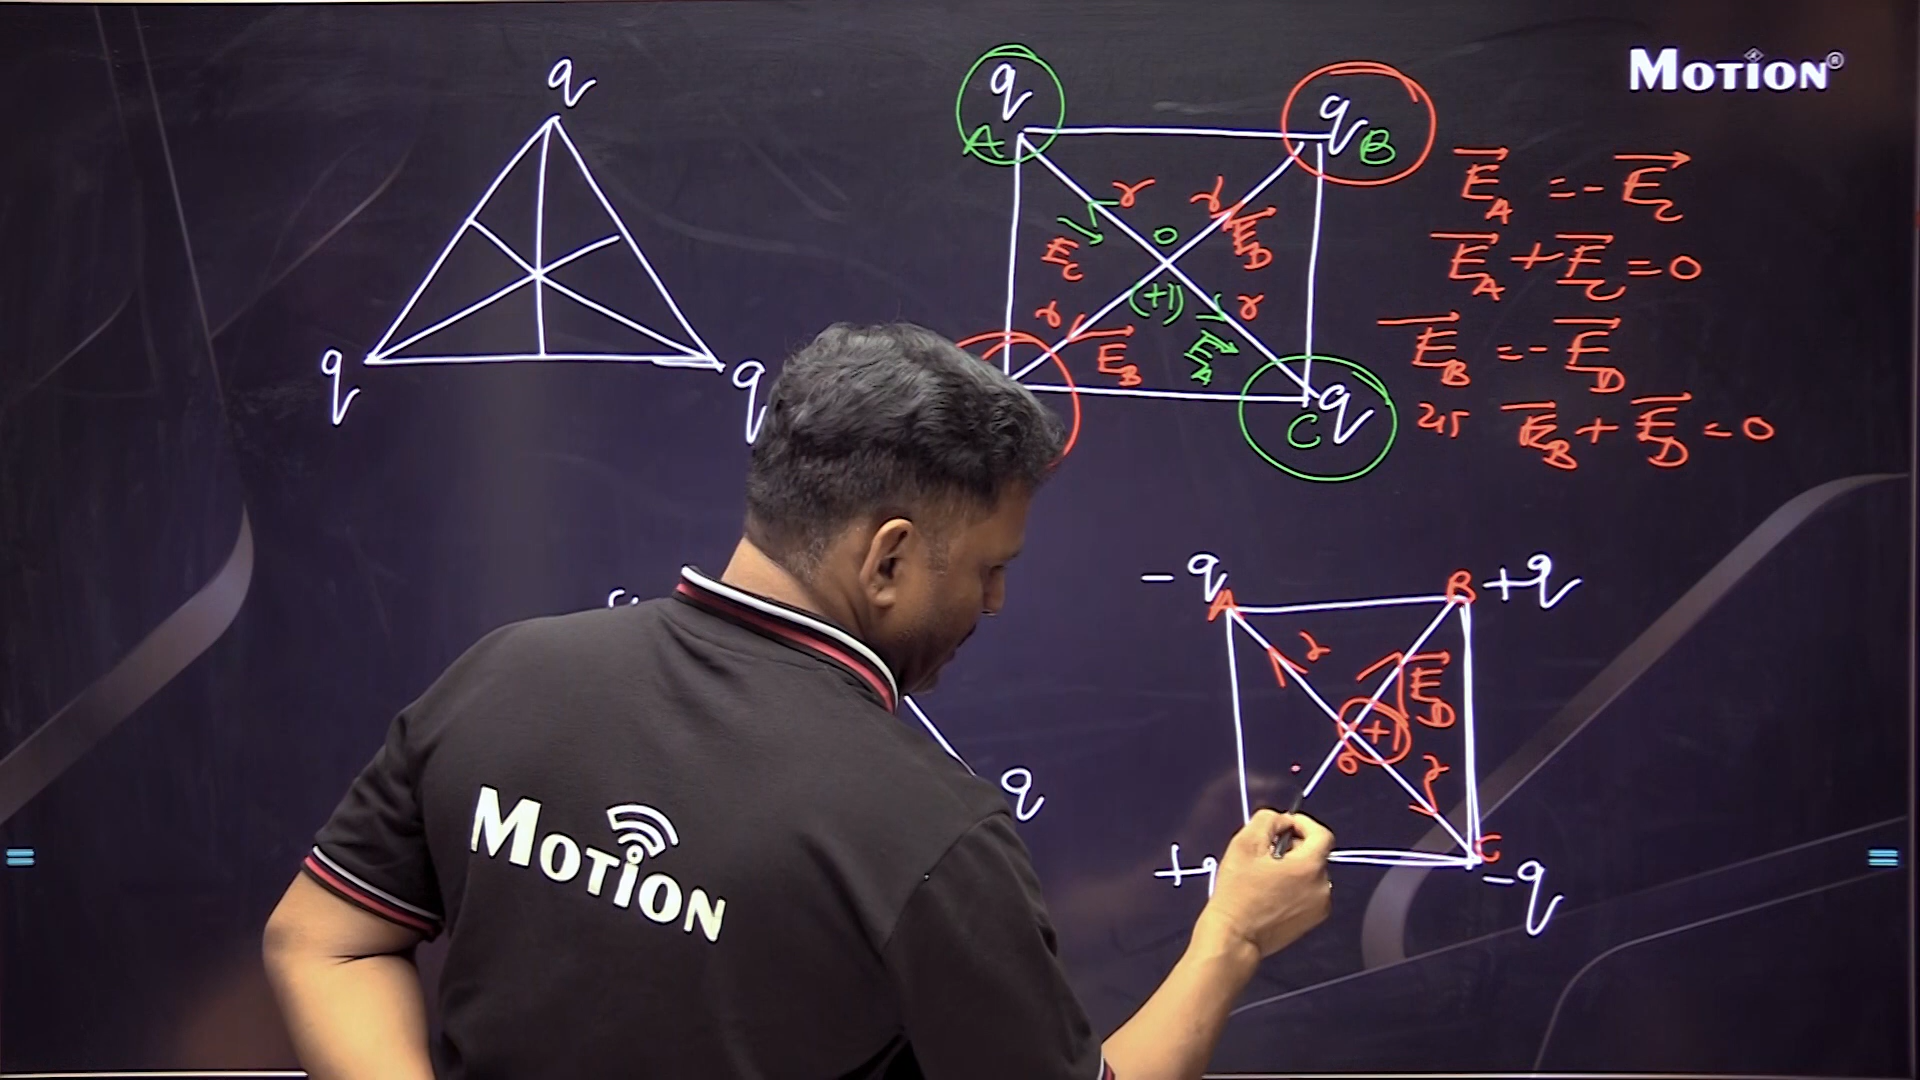 MOTION®
q
q
q
q
A
q
B
r
r
E_C
o
(+1)
E_D
r
E_B
E_A
r
C
q
E_A = - E_C
E_A + E_C = 0
E_B = - E_D
E_B + E_D = 0
- q
A
B
+q
r
E_D
+1
o
r
C
- q
+q
q
MOTION